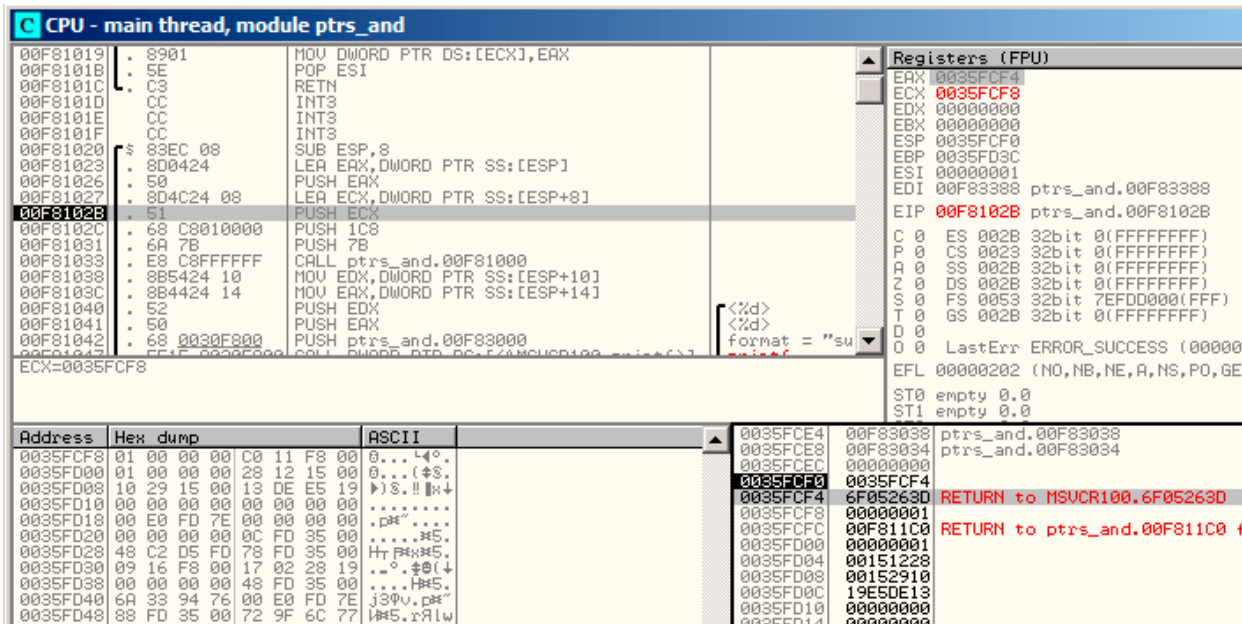 CPU - main thread, module ptrs_and
00F81019 . 8901 MOV DWORD PTR DS:[ECX],EAX
00F8101B . 5E POP ESI
00F8101C . C3 RETN
00F8101D CC INT3
00F8101E CC INT3
00F8101F CC INT3
00F81020 $ 83EC 08 SUB ESP,8
00F81023 . 8D0424 LEA EAX,DWORD PTR SS:[ESP]
00F81026 . 50 PUSH EAX
00F81027 . 8D4C24 08 LEA ECX,DWORD PTR SS:[ESP+8]
00F8102B . 51 PUSH ECX
00F8102C . 68 C8010000 PUSH 1C8
00F81031 . 6A 7B PUSH 7B
00F81033 . E8 C8FFFFFF CALL ptrs_and.00F81000
00F81038 . 8B5424 10 MOV EDX,DWORD PTR SS:[ESP+10]
00F8103C . 8B4424 14 MOV EAX,DWORD PTR SS:[ESP+14]
00F81040 . 52 PUSH EDX <%d>
00F81041 . 50 PUSH EAX <%d>
00F81042 . 68 0030F800 PUSH ptrs_and.00F83000 format = "su
ECX=0035FCF8
Registers (FPU)
EAX 0035FCF4
ECX 0035FCF8
EDX 00000000
EBX 00000000
ESP 0035FCF0
EBP 0035FD3C
ESI 00000001
EDI 00F83388 ptrs_and.00F83388
EIP 00F8102B ptrs_and.00F8102B
C 0 ES 002B 32bit 0(FFFFFFFF)
P 0 CS 0023 32bit 0(FFFFFFFF)
A 0 SS 002B 32bit 0(FFFFFFFF)
Z 0 DS 002B 32bit 0(FFFFFFFF)
S 0 FS 0053 32bit 7EFDD000(FFF)
T 0 GS 002B 32bit 0(FFFFFFFF)
D 0
O 0 LastErr ERROR_SUCCESS (00000
EFL 00000202 (NO,NB,NE,A,NS,PO,GE
ST0 empty 0.0
ST1 empty 0.0
Address Hex dump ASCII
0035FCF8 01 00 00 00 C0 11 F8 00
0035FD00 01 00 00 00 28 12 15 00
0035FD08 10 29 15 00 13 DE E5 19
0035FD10 00 00 00 00 00 00 00 00 ........
0035FD18 00 E0 FD 7E 00 00 00 00
0035FD20 00 00 00 00 0C FD 35 00
0035FD28 48 C2 D5 FD 78 FD 35 00
0035FD30 09 16 F8 00 17 02 28 19
0035FD38 00 00 00 00 48 FD 35 00
0035FD40 6A 33 94 76 00 E0 FD 7E
0035FD48 88 FD 35 00 72 9F 6C 77
0035FCE4 00F83038 ptrs_and.00F83038
0035FCE8 00F83034 ptrs_and.00F83034
0035FCEC 00000000
0035FCF0 0035FCF4
0035FCF4 6F05263D RETURN to MSVCR100.6F05263D
0035FCF8 00000001
0035FCFC 00F811C0 RETURN to ptrs_and.00F811C0 f
0035FD00 00000001
0035FD04 00151228
0035FD08 00152910
0035FD0C 19E5DE13
0035FD10 00000000
0035FD14 00000000